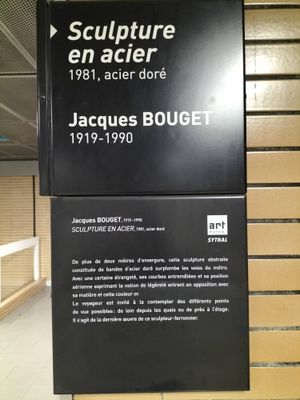 Sculpture
en acier
1981, acier doré
Jacques BOUGET
1919-1990
Jacques BOUGET, 1919-1990
SCULPTURE EN ACIER, 1981, acier doré
art
métro
SYTRAL
De plus de deux mètres d'envergure, cette sculpture abstraite
constituée de bandes d'acier doré surplombe les voies du métro.
Avec une certaine étrangeté, ses courbes entremêlées et sa position
aérienne expriment la notion de légèreté entrent en opposition avec
sa matière et cette couleur or.
Le voyageur est invité à la contempler des différents points
de vue possibles: de loin depuis les quais ou de près à l'étage.
Il s'agit de la dernière œuvre de ce sculpteur-ferronnier.